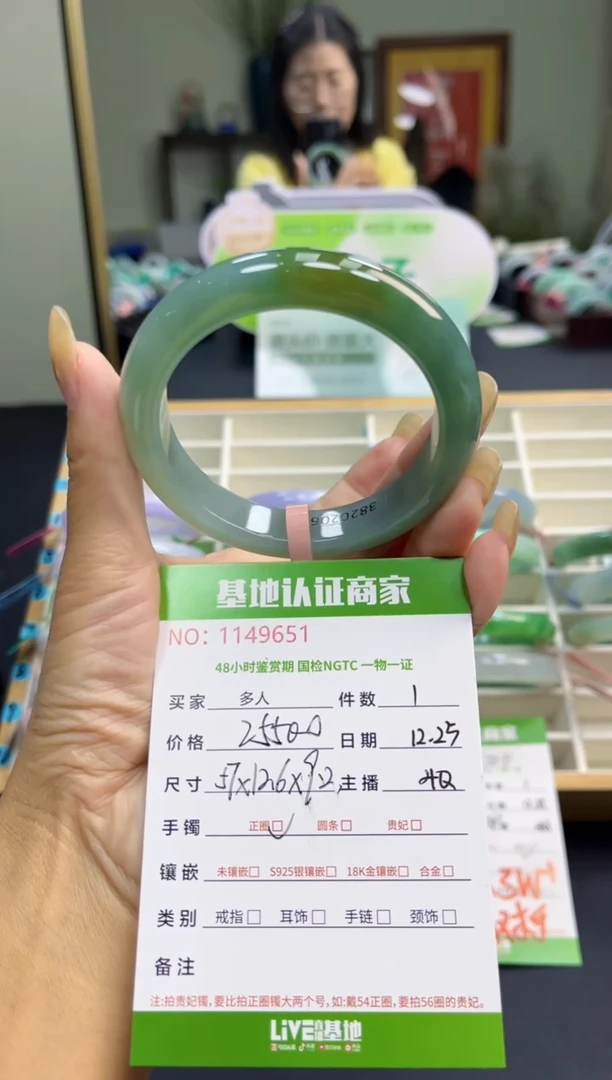 3820206
基地认证商家
NO: 1149651
48小时鉴赏期 国检NGTC 一物一证
买家 多人 件数 1
价格 25500 日期 12.25
尺寸 57x12.6x9.2 主播
手镯 正圈☑ 圆条□ 贵妃□
镶嵌 未镶嵌□ S925银镶嵌□ 18K金镶嵌□ 合金□
类别 戒指□ 耳饰□ 手链□ 颈饰□
备注
注:拍贵妃镯,要比拍正圈镯大两个号,如:戴54正圈,要拍56圈的贵妃。
LIVE 基地
商家
3W